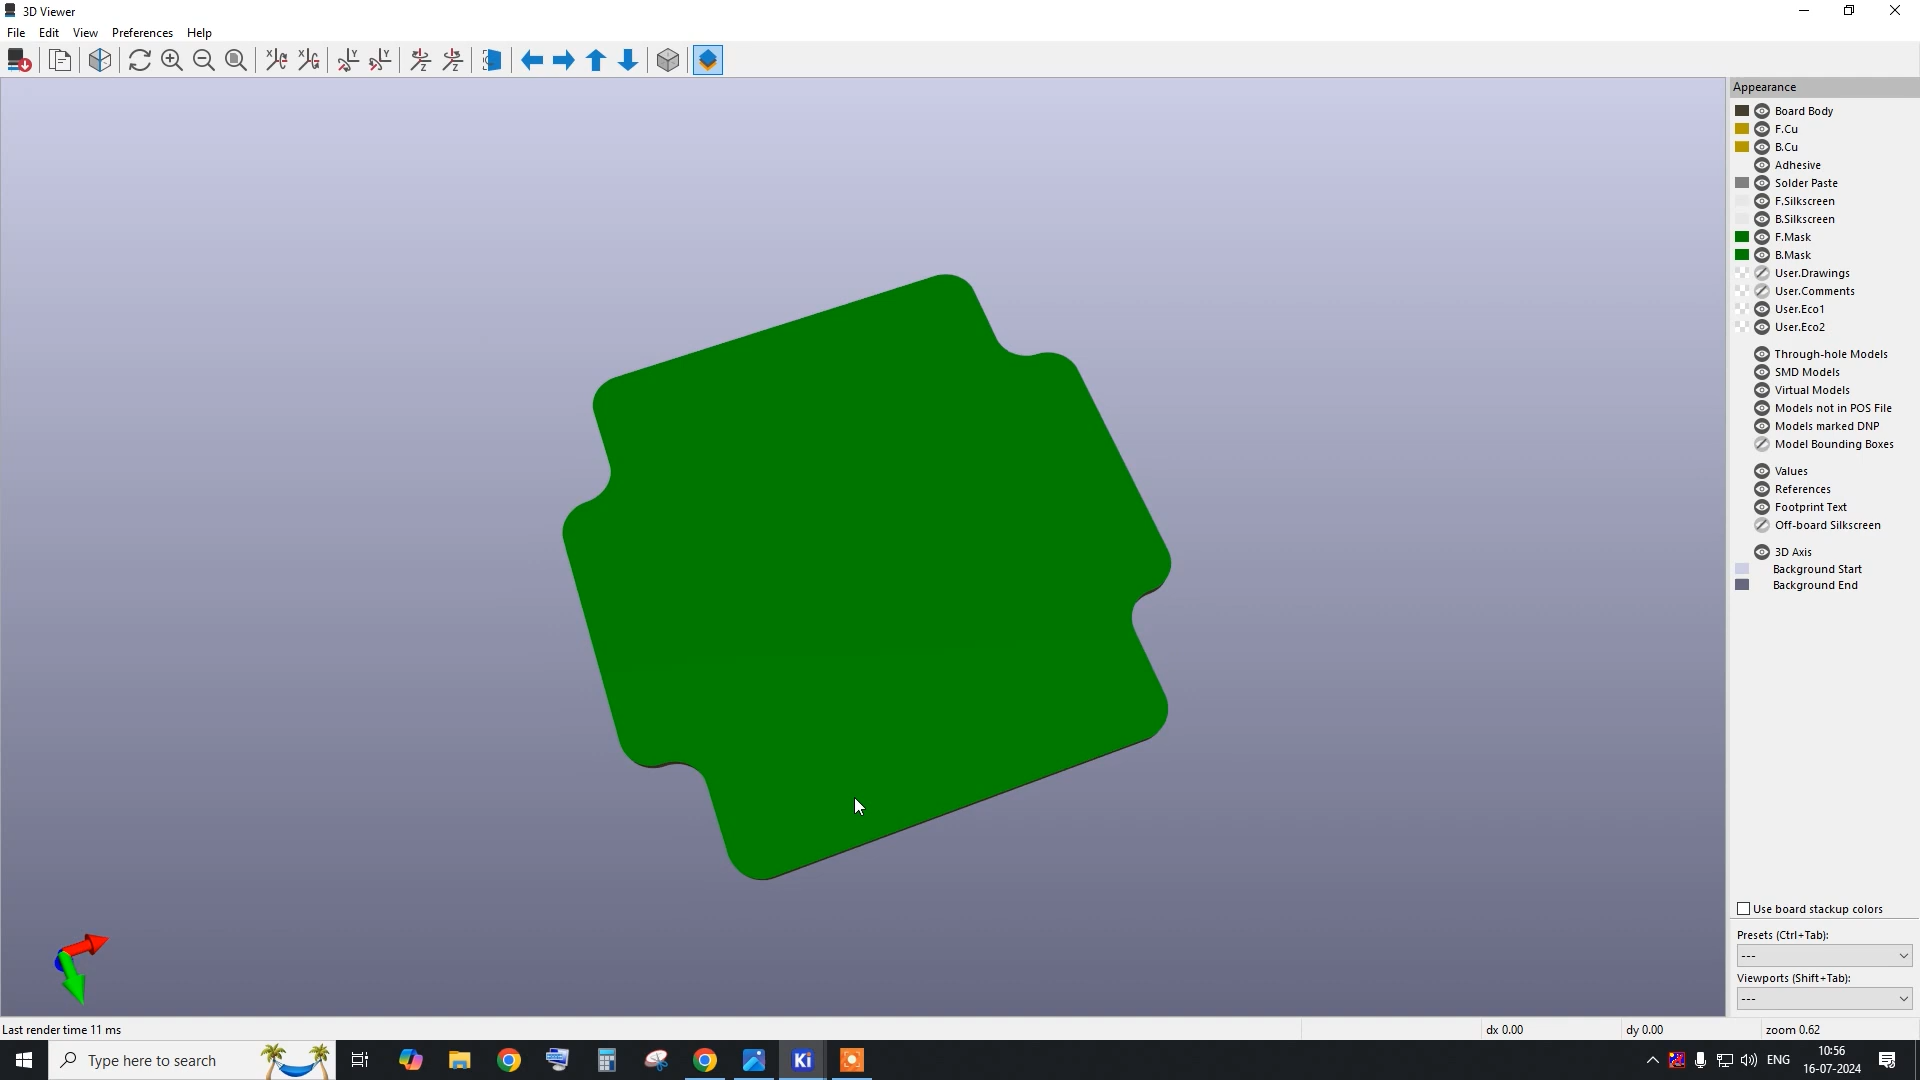 3D Viewer
File Edit View Preferences Help
Appearance
Board Body
F.Cu
B.Cu
Adhesive
Solder Paste
F.Silkscreen
B.Silkscreen
F.Mask
B.Mask
User.Drawings
User.Comments
User.Eco1
User.Eco2
Through-hole Models
SMD Models
Virtual Models
Models not in POS File
Models marked DNP
Model Bounding Boxes
Values
References
Footprint Text
Off-board Silkscreen
3D Axis
Background Start
Background End
Use board stackup colors
Presets (Ctrl+Tab):
---
Viewports (Shift+Tab):
---
Last render time 11 ms
dx 0.00
dy 0.00
zoom 0.62
Type here to search
Ki
ENG
10:56
16-07-2024